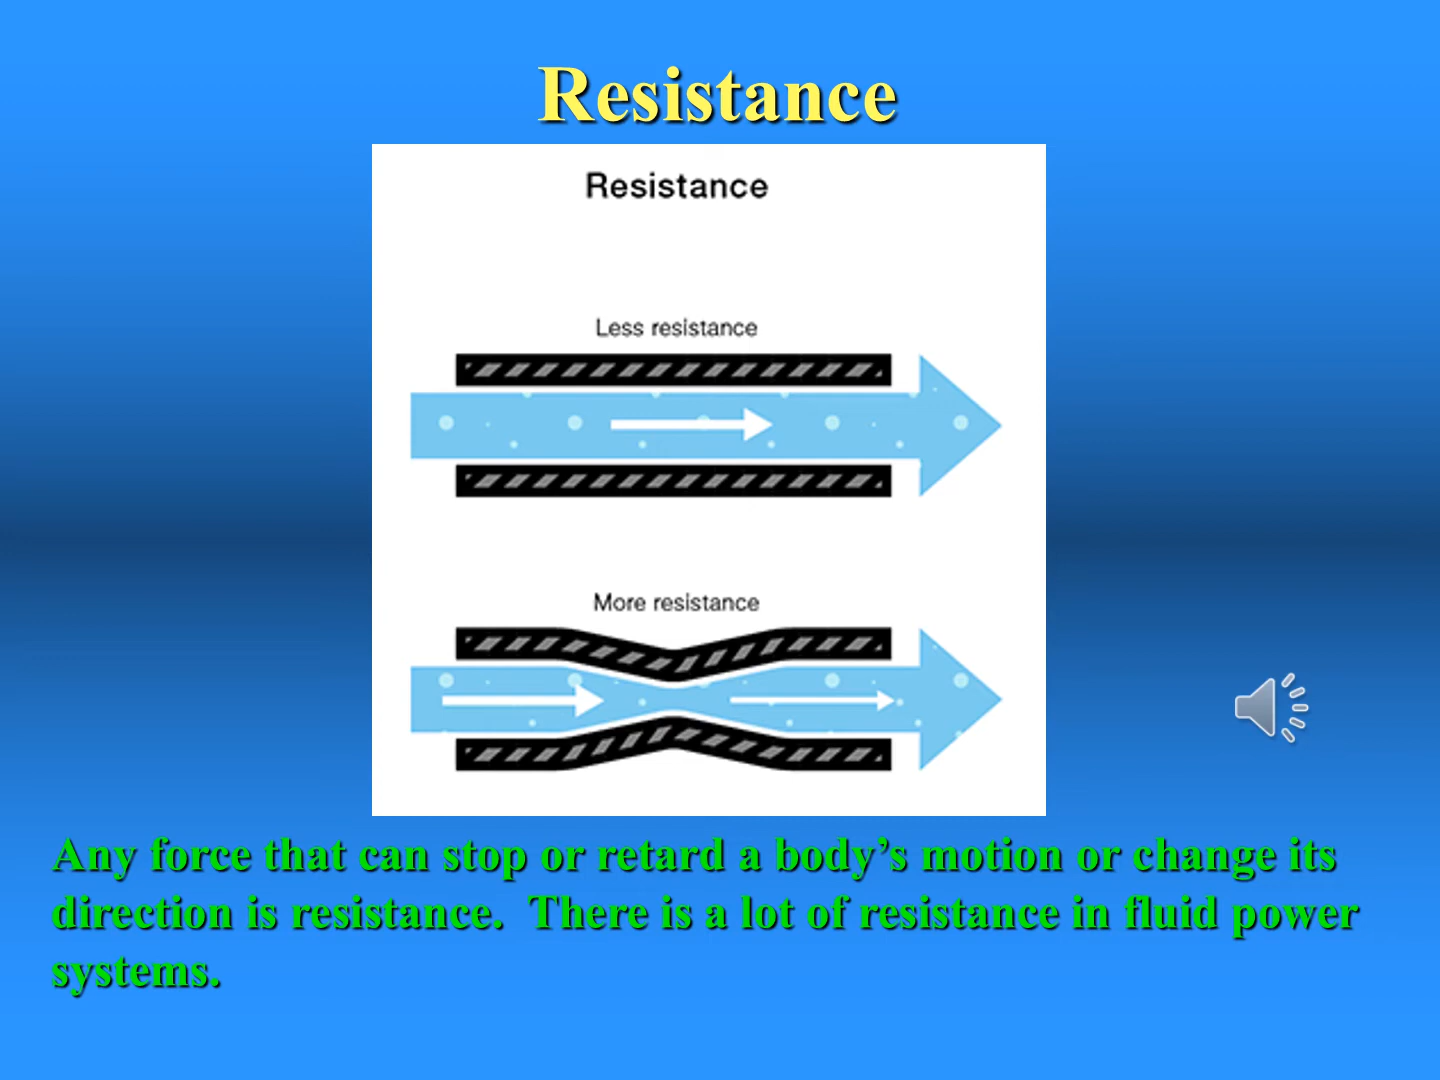 Resistance
Resistance
Less resistance
More resistance
Any force that can stop or retard a body’s motion or change its
direction is resistance.  There is a lot of resistance in fluid power
systems.